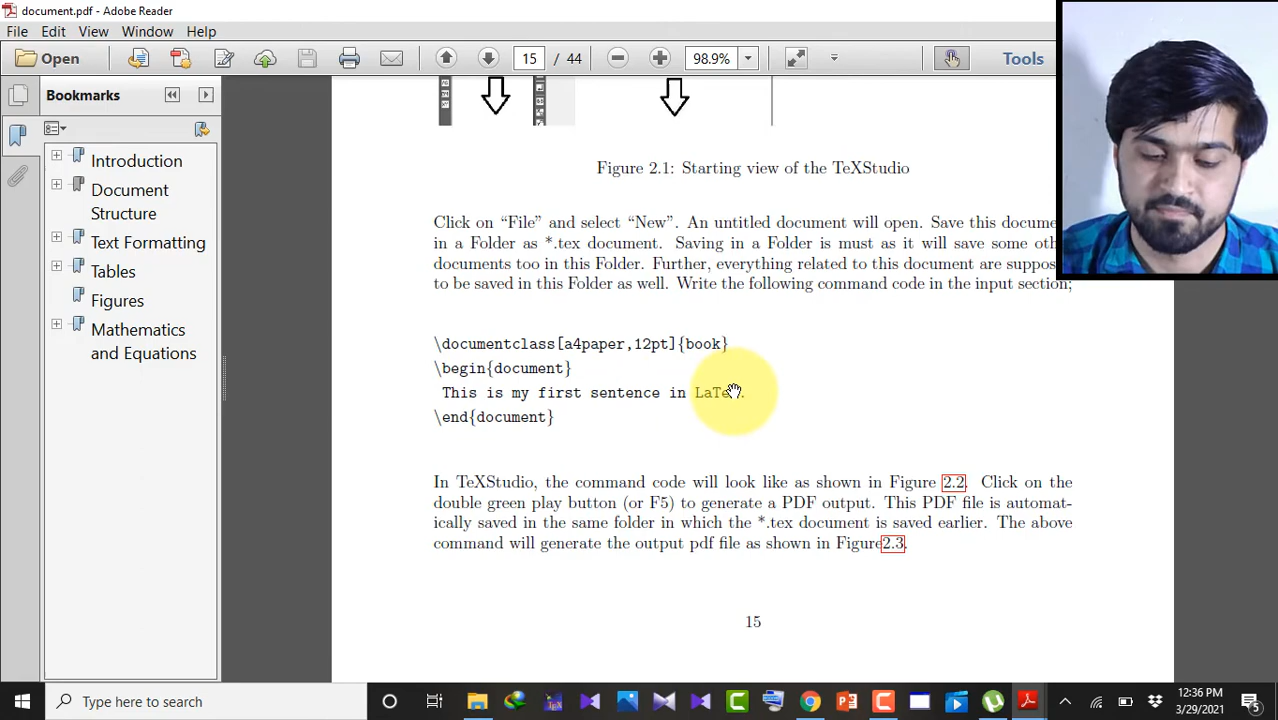 document.pdf - Adobe Reader
File Edit View Window Help
Open 15 / 44 98.9% Tools
Bookmarks
Introduction
Document
Structure
Text Formatting
Tables
Figures
Mathematics
and Equations
Figure 2.1: Starting view of the TeXStudio
Click on “File” and select “New”. An untitled document will open. Save this
in a Folder as *.tex document. Saving in a Folder is must as it will save some
documents too in this Folder. Further, everything related to this document are
to be saved in this Folder as well. Write the following command code in the input section;
\documentclass[a4paper,12pt]{book}
\begin{document}
This is my first sentence in
\end{document}
In TeXStudio, the command code will look like as shown in Figure 2.2. Click on the
double green play button (or F5) to generate a PDF output. This PDF file is automat-
ically saved in the same folder in which the *.tex document is saved earlier. The above
command will generate the output pdf file as shown in Figure2.3.
15
Type here to search
12:36 PM
3/29/2021
5